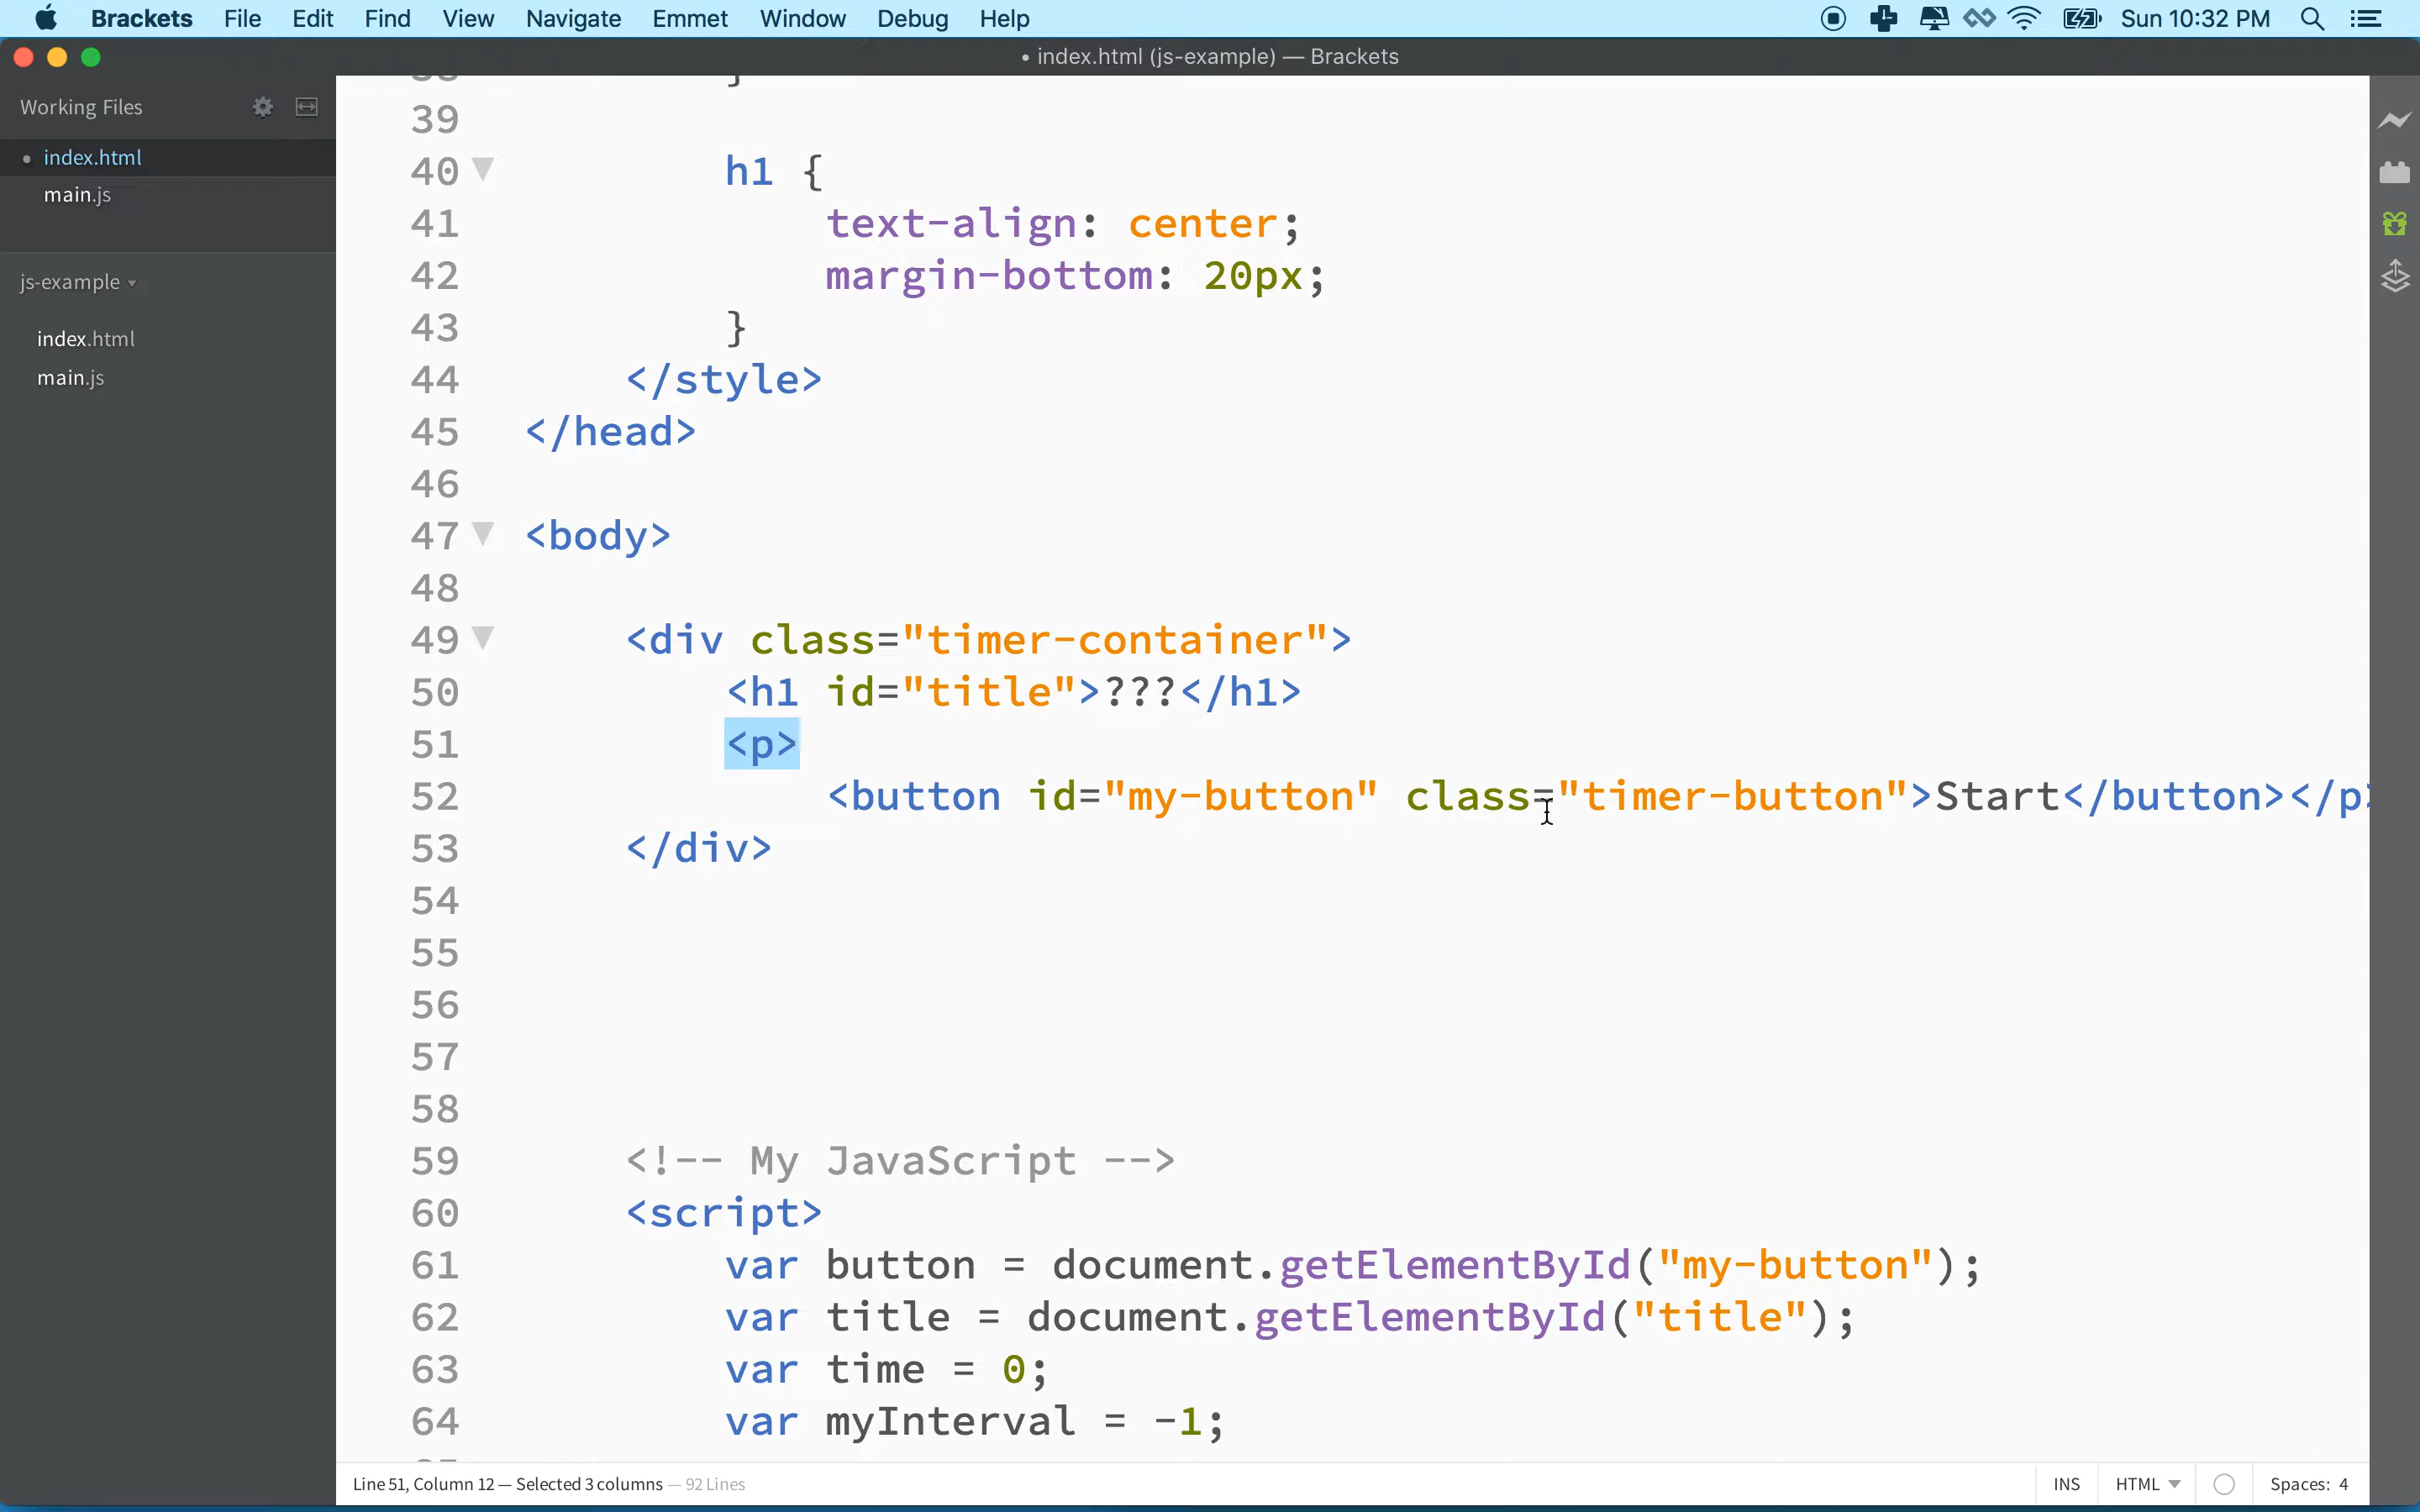 Brackets File Edit Find View Navigate Emmet Window Debug Help Sun 10:32 PM
• index.html (js-example) — Brackets
Working Files
• index.html
main.js
js-example
index.html
main.js
39
40 h1 {
41 text-align: center;
42 margin-bottom: 20px;
43 }
44 </style>
45 </head>
46
47 <body>
48
49 <div class="timer-container">
50 <h1 id="title">???</h1>
51 <p>
52 <button id="my-button" class="timer-button">Start</button></p>
53 </div>
54
55
56
57
58
59 <!-- My JavaScript -->
60 <script>
61 var button = document.getElementById("my-button");
62 var title = document.getElementById("title");
63 var time = 0;
64 var myInterval = -1;
Line 51, Column 12 — Selected 3 columns — 92 Lines INS HTML Spaces: 4